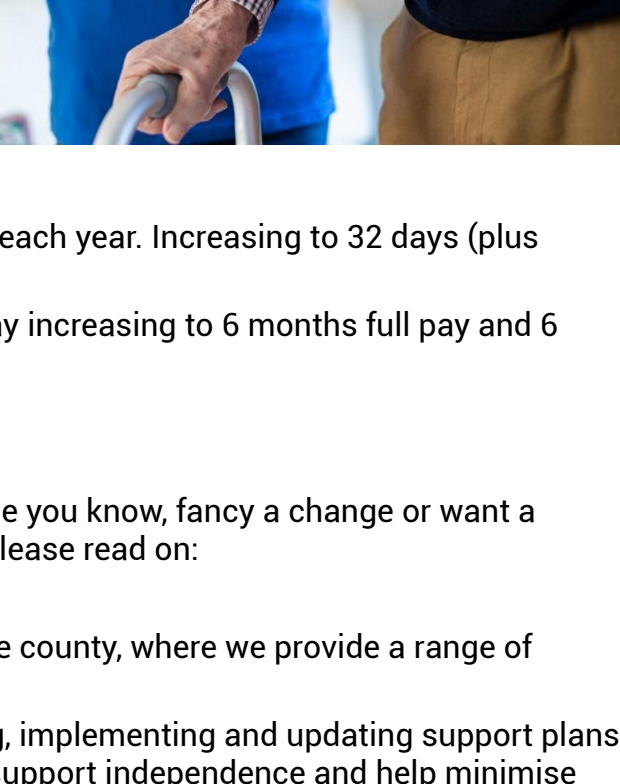 each year. Increasing to 32 days (plus
ay increasing to 6 months full pay and 6
e you know, fancy a change or want a
lease read on:
e county, where we provide a range of
g, implementing and updating support plans
support independence and help minimise